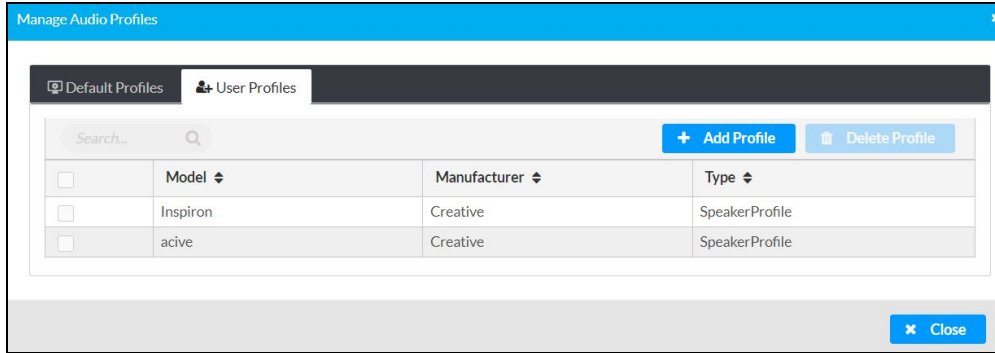 Manage Audio Profiles
Default Profiles User Profiles
Search... Add Profile Delete Profile
Model Manufacturer Type
Inspiron Creative SpeakerProfile
acive Creative SpeakerProfile
Close